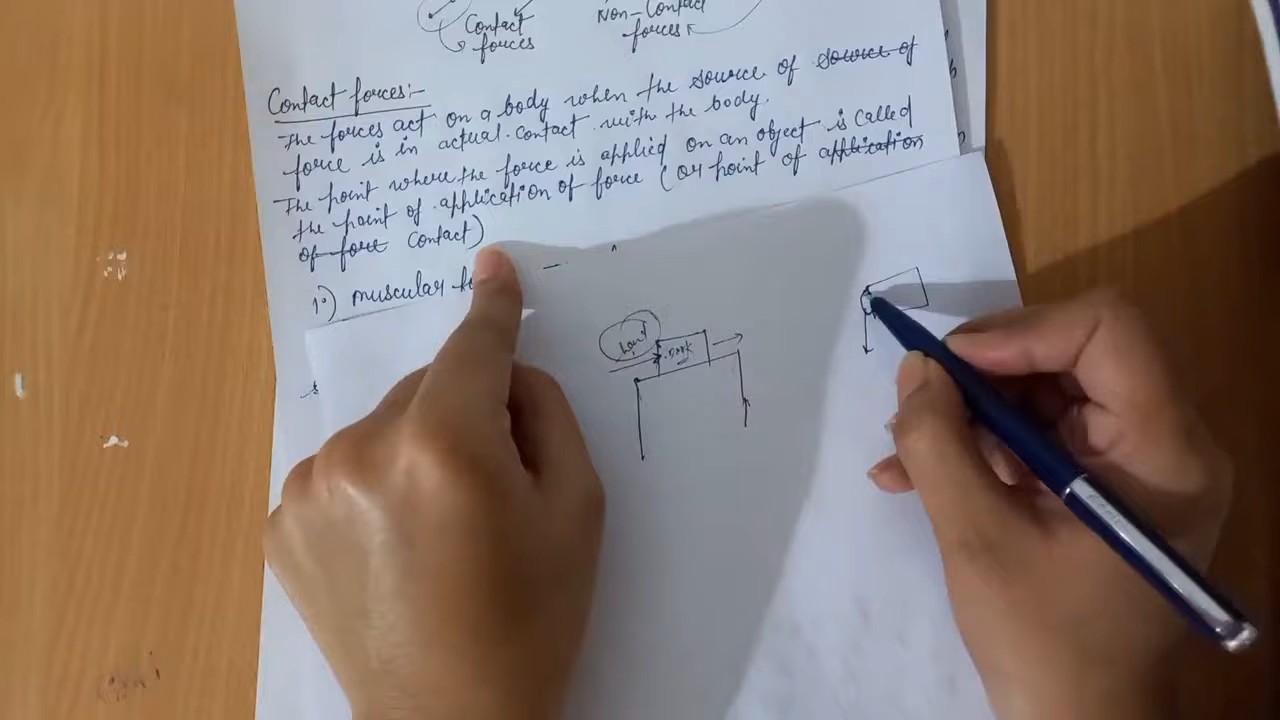 Contact
forces
Non-Contact
forces
Contact forces:-
The forces act on a body when the source of source of
force is in actual contact with the body.
The point where the force is applied on an object is called
the point of application of force (or point of application
of force contact)
1°) muscular fo
hand
book